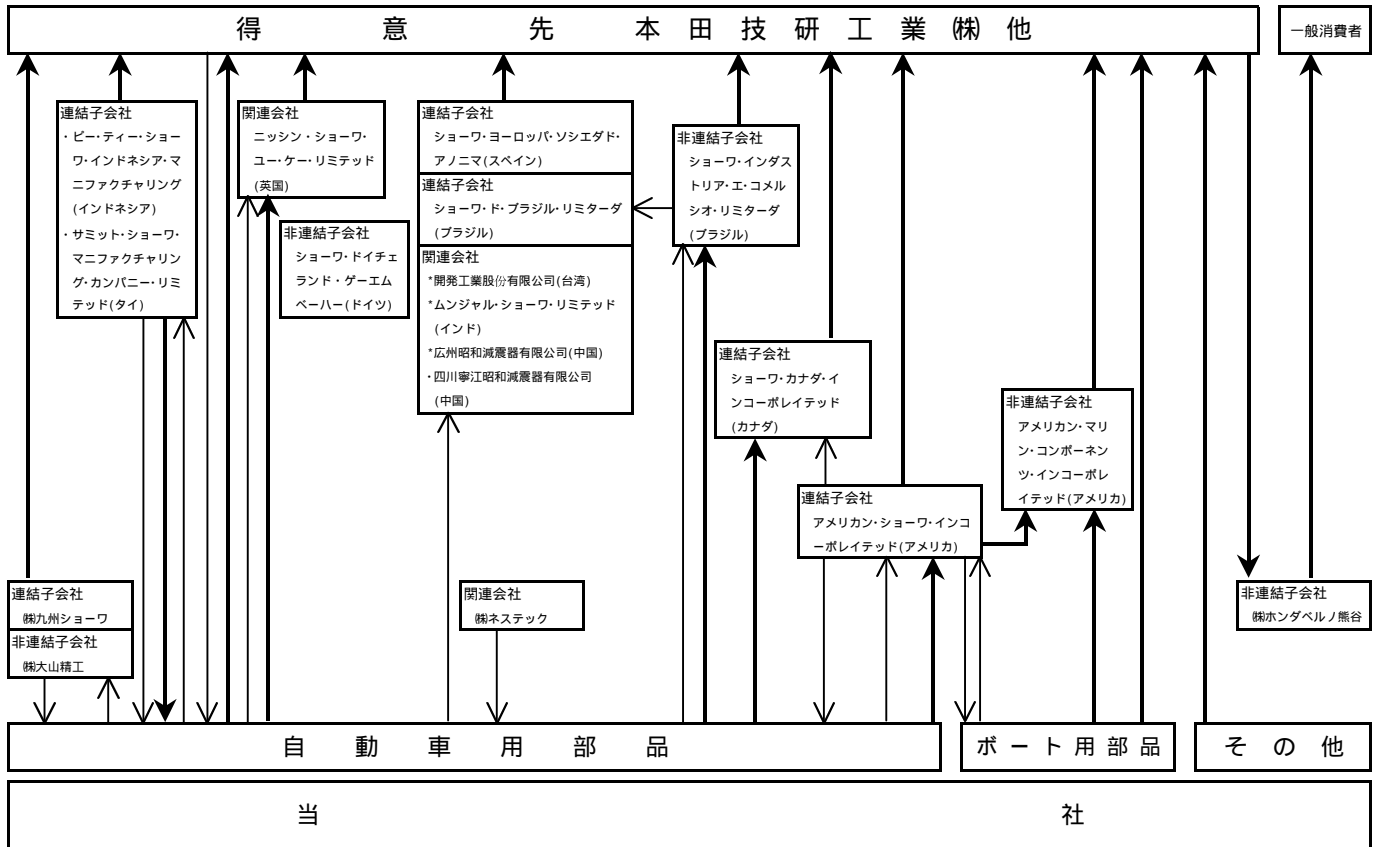 得意先 本田技研工業㈱他
一般消費者
連結子会社
・ピー・ティー・ショー
ワ・インドネシア・マ
ニファクチャリング
(インドネシア)
・サミット・ショーワ・
マニファクチャリン
グ・カンパニー・リミ
テッド(タイ)
関連会社
ニッシン・ショーワ・
ユー・ケー・リミテッド
(英国)
非連結子会社
ショーワ・ドイチェ
ランド・ゲーエム
ベーハー(ドイツ)
連結子会社
ショーワ・ヨーロッパ・ソシエダド・
アノニマ(スペイン)
連結子会社
ショーワ・ド・ブラジル・リミターダ
(ブラジル)
関連会社
*開発工業股份有限公司(台湾)
*ムンジャル・ショーワ・リミテッド
(インド)
*広州昭和減震器有限公司(中国)
・四川寧江昭和減震器有限公司
(中国)
非連結子会社
ショーワ・インダス
トリア・エ・コメル
シオ・リミターダ
(ブラジル)
連結子会社
ショーワ・カナダ・イ
ンコーポレイテッド
(カナダ)
連結子会社
アメリカン・ショーワ・インコ
ーポレイテッド(アメリカ)
非連結子会社
アメリカン・マリ
ン・コンポーネン
ツ・インコーポレ
イテッド(アメリカ)
連結子会社
㈱九州ショーワ
非連結子会社
㈱大山精工
関連会社
㈱ネステック
非連結子会社
㈱ホンダベルノ熊谷
自動車用部品
ボート用部品
その他
当社